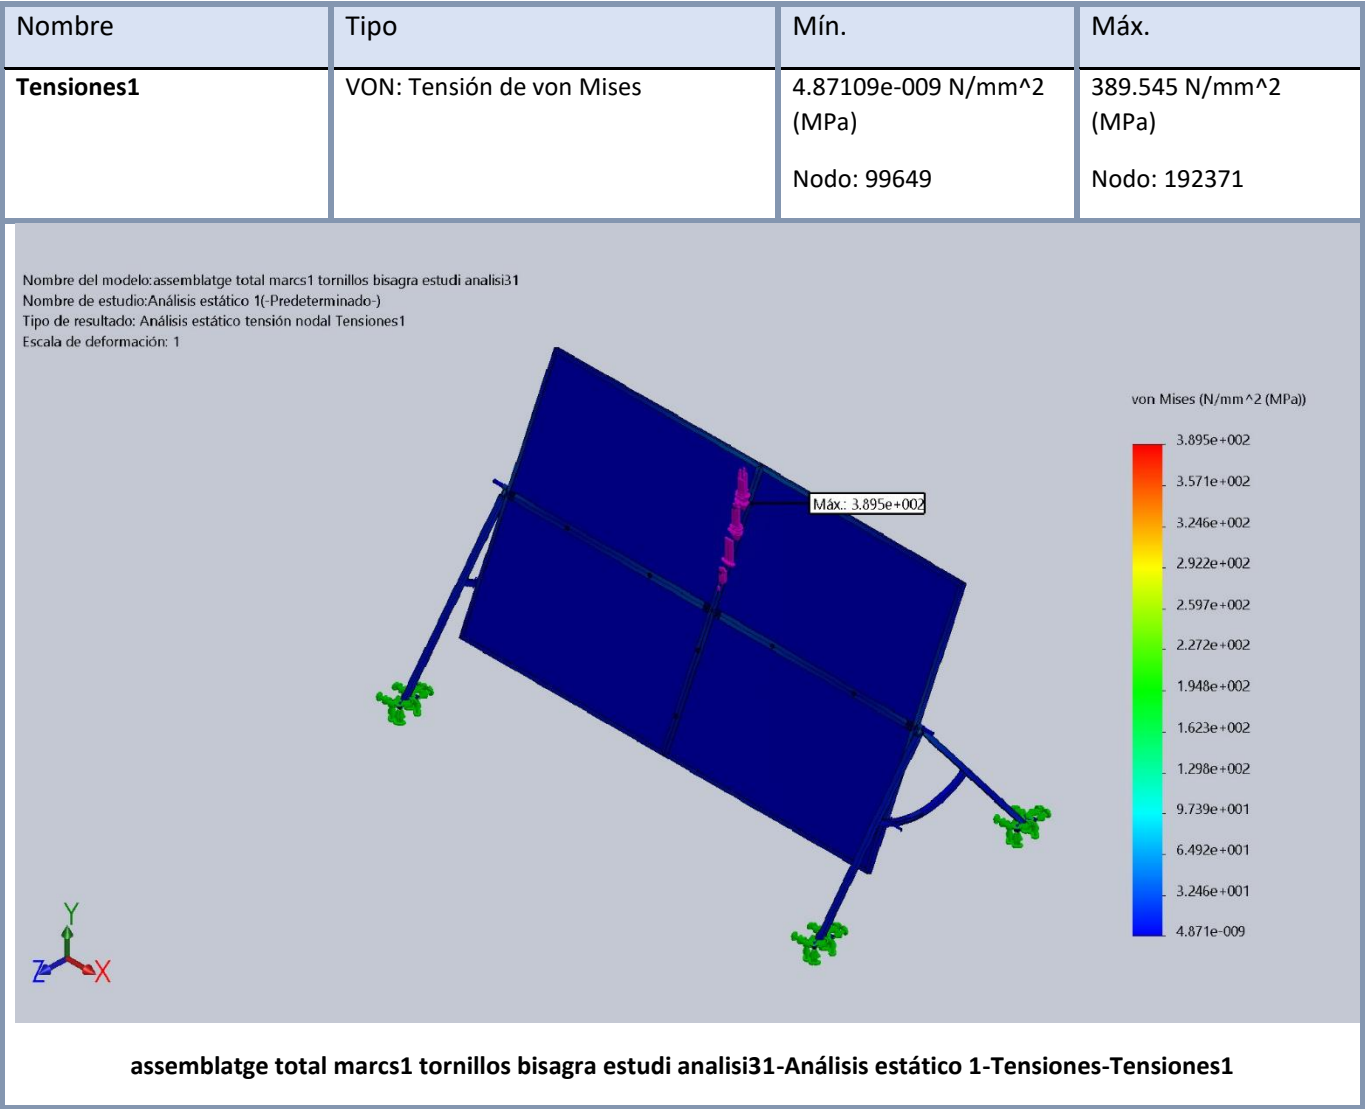 Nombre
Tipo
Mín.
Máx.
Tensiones1
VON: Tensión de von Mises
4.87109e-009 N/mm^2
(MPa)
Nodo: 99649
389.545 N/mm^2
(MPa)
Nodo: 192371
Nombre del modelo:assemblatge total marcs1 tornillos bisagra estudi analisi31
Nombre de estudio:Análisis estático 1(-Predeterminado-)
Tipo de resultado: Análisis estático tensión nodal Tensiones1
Escala de deformación: 1
Máx.: 3.895e+002
von Mises (N/mm^2 (MPa))
3.895e+002
3.571e+002
3.246e+002
2.922e+002
2.597e+002
2.272e+002
1.948e+002
1.623e+002
1.298e+002
9.739e+001
6.492e+001
3.246e+001
4.871e-009
Y
Z
X
assemblatge total marcs1 tornillos bisagra estudi analisi31-Análisis estático 1-Tensiones-Tensiones1